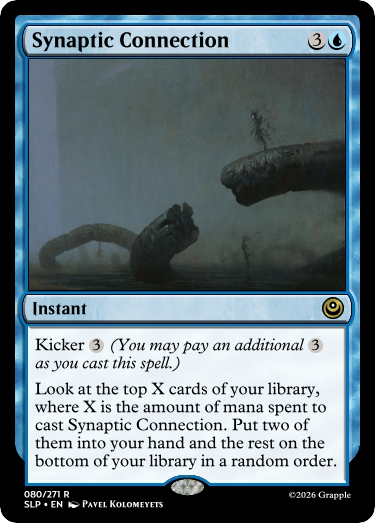 Synaptic Connection 3
Instant
Kicker 3 (You may pay an additional 3
as you cast this spell.)
Look at the top X cards of your library,
where X is the amount of mana spent to
cast Synaptic Connection. Put two of
them into your hand and the rest on the
bottom of your library in a random order.
080/271 R
SLP • EN Pavel Kolomeyets
©2026 Grapple